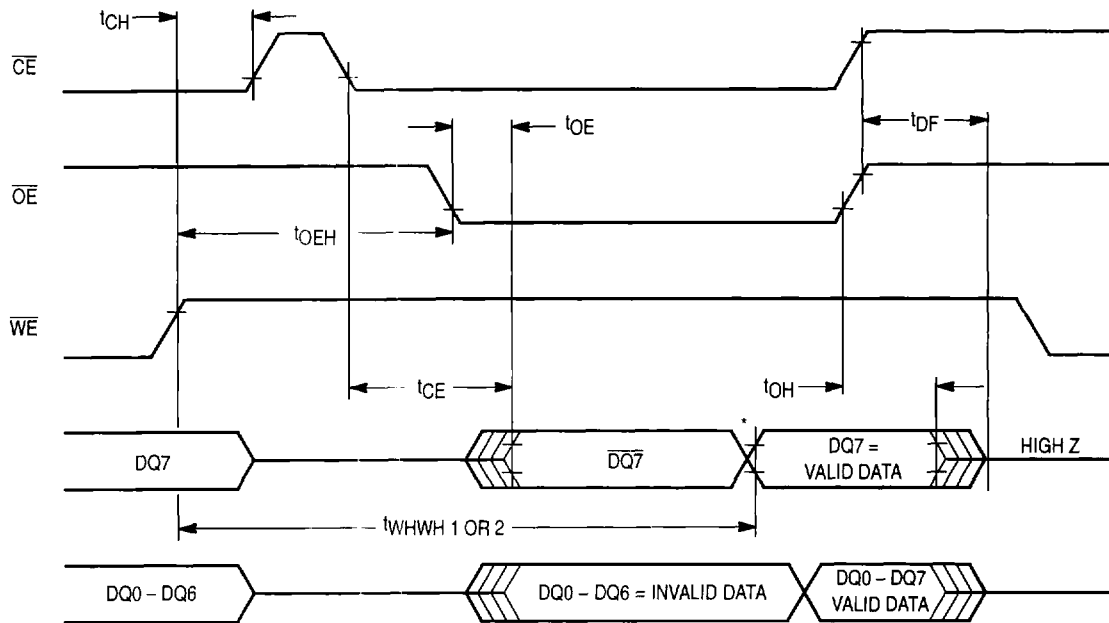 tCH
CE
tOE
tDF
OE
tOEH
WE
tCE
tOH
*
DQ7
DQ7
DQ7 =
VALID DATA
HIGH Z
tWHWH 1 OR 2
DQ0 – DQ6
DQ0 – DQ6 = INVALID DATA
DQ0 – DQ7
VALID DATA